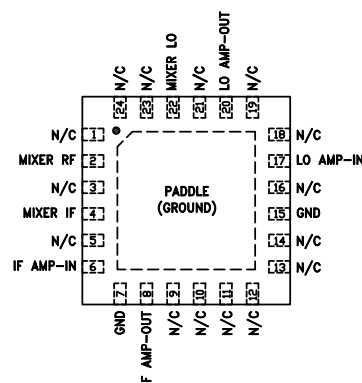 N/C
N/C
MIXER LO
N/C
LO AMP-OUT
N/C
24
23
22
21
20
19
N/C 1
MIXER RF 2
N/C 3
MIXER IF 4
N/C 5
IF AMP-IN 6
PADDLE
(GROUND)
18 N/C
17 LO AMP-IN
16 N/C
15 GND
14 N/C
13 N/C
7
8
9
10
11
12
GND
F AMP-OUT
N/C
N/C
N/C
N/C